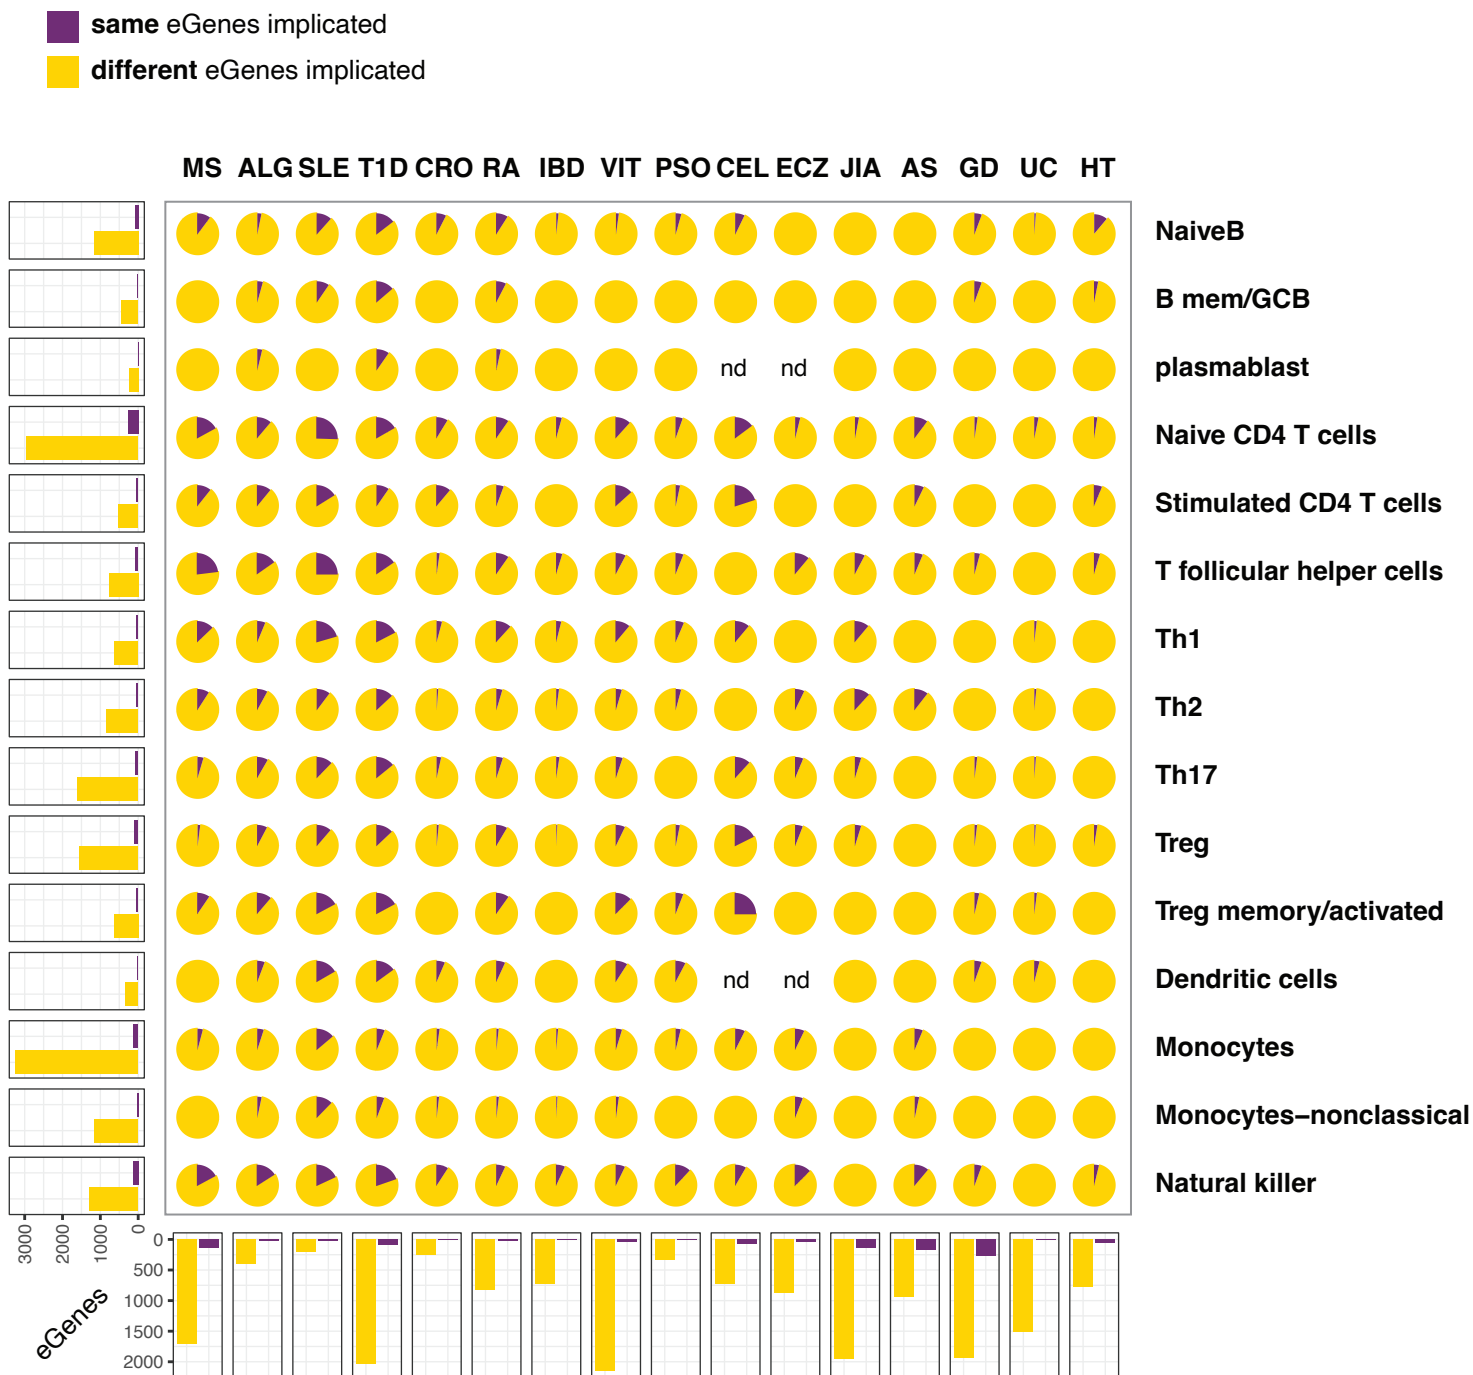 same eGenes implicated
different eGenes implicated
MS ALG SLE T1D CRO RA IBD VIT PSO CEL ECZ JIA AS GD UC HT
NaiveB
B mem/GCB
nd nd plasmablast
Naive CD4 T cells
Stimulated CD4 T cells
T follicular helper cells
Th1
Th2
Th17
Treg
Treg memory/activated
nd nd Dendritic cells
Monocytes
Monocytes−nonclassical
Natural killer
3000 2000 1000 0
0
500
1000
1500
2000
eGenes